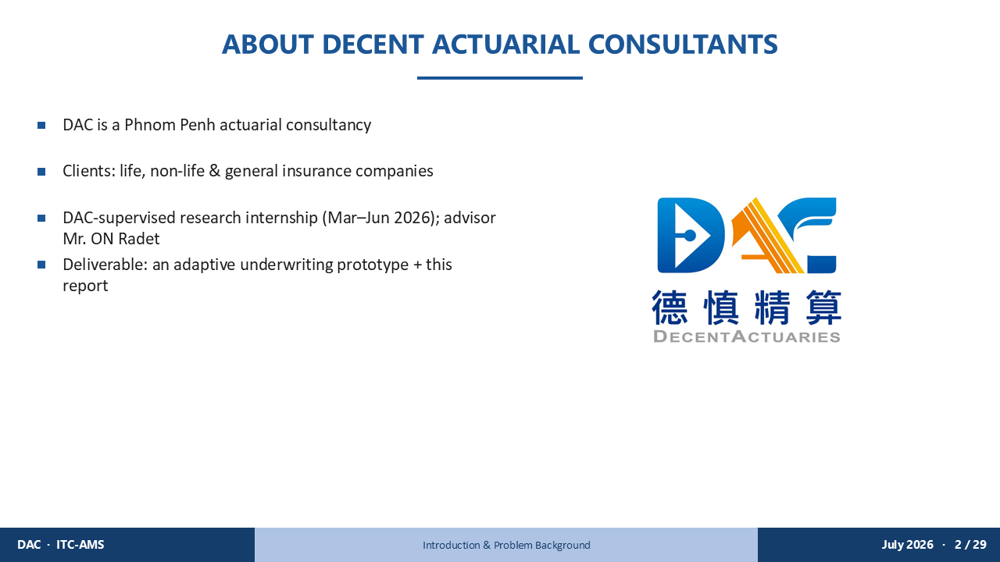 ABOUT DECENT ACTUARIAL CONSULTANTS
DAC is a Phnom Penh actuarial consultancy
Clients: life, non-life & general insurance companies
DAC-supervised research internship (Mar–Jun 2026); advisor
Mr. ON Radet
Deliverable: an adaptive underwriting prototype + this
report
DAC
德慎精算
DECENTACTUARIES
DAC · ITC-AMS
Introduction & Problem Background
July 2026 · 2 / 29